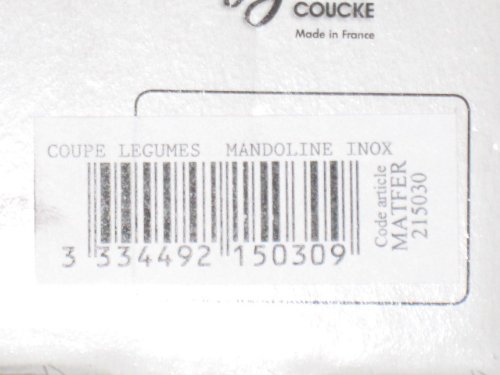 COUCKE
Made in France
COUPE LEGUMES MANDOLINE INOX
3 334492 150309
Code article
MATFER
215030